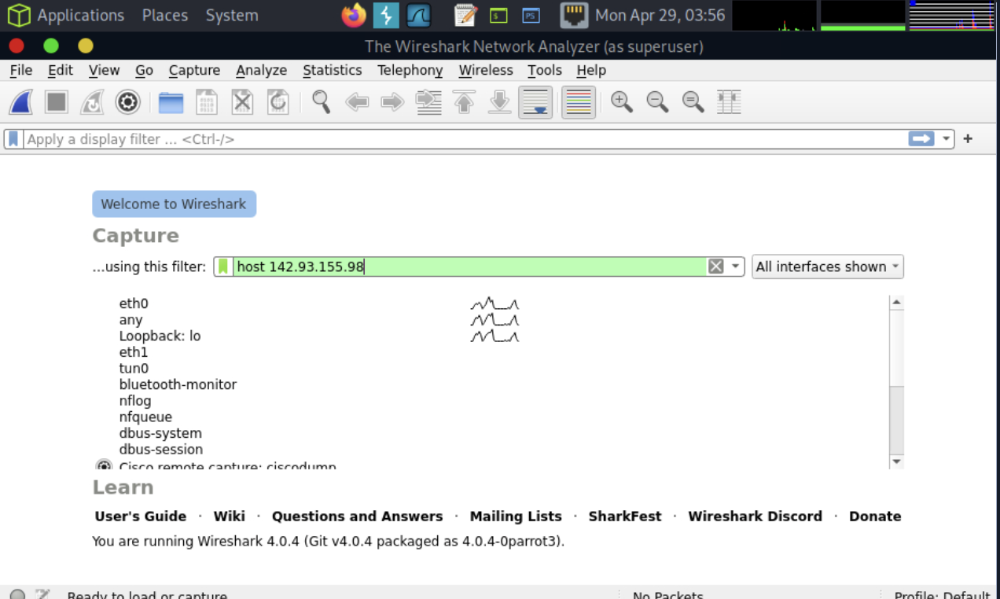 Applications Places System Mon Apr 29, 03:56
The Wireshark Network Analyzer (as superuser)
File Edit View Go Capture Analyze Statistics Telephony Wireless Tools Help
Apply a display filter ... <Ctrl-/> +
Welcome to Wireshark
Capture
...using this filter: host 142.93.155.98 All interfaces shown
eth0
any
Loopback: lo
eth1
tun0
bluetooth-monitor
nflog
nfqueue
dbus-system
dbus-session
Cisco remote capture: ciscodump
Learn
User's Guide · Wiki · Questions and Answers · Mailing Lists · SharkFest · Wireshark Discord · Donate
You are running Wireshark 4.0.4 (Git v4.0.4 packaged as 4.0.4-0parrot3).
Ready to load or capture No Packets Profile: Default